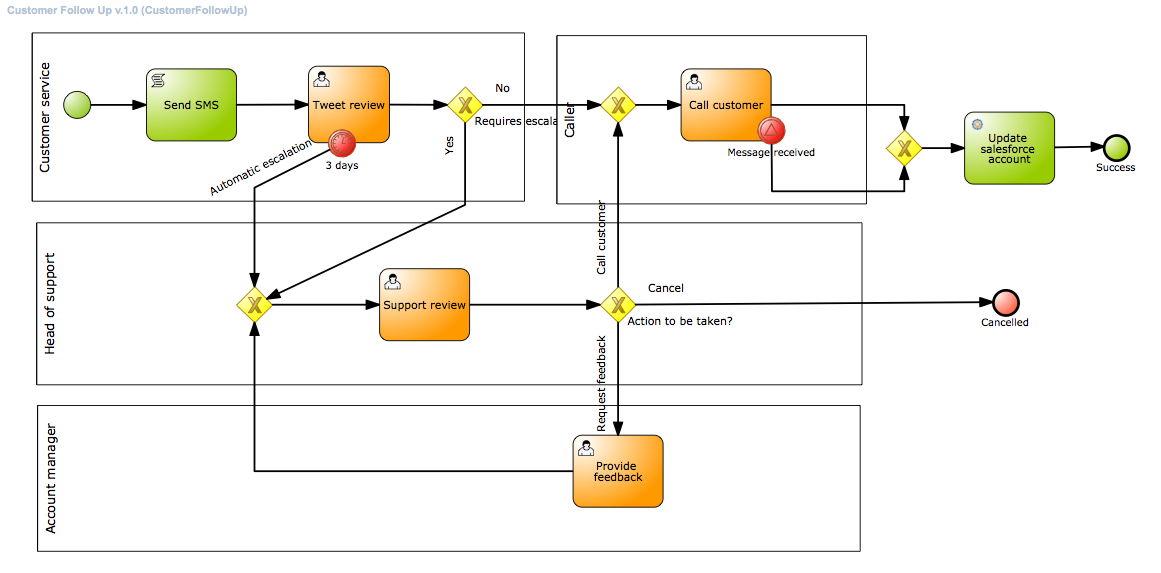 Customer Follow Up v.1.0 (CustomerFollowUp)
Customer service
Send SMS
Tweet review
3 days
Automatic escalation
No
Requires escala
Yes
Caller
Call customer
Message received
Update
salesforce
account
Success
Head of support
Support review
Call customer
Cancel
Action to be taken?
Cancelled
Request feedback
Account manager
Provide
feedback